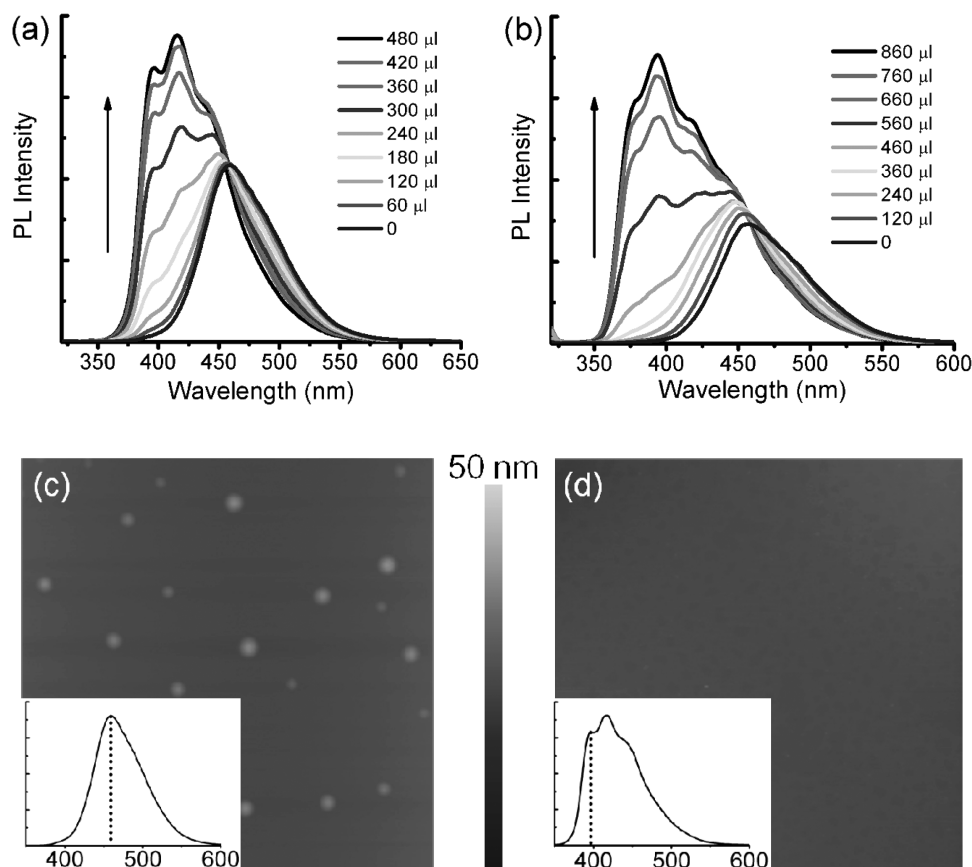 (a)
480 μl
420 μl
360 μl
300 μl
240 μl
180 μl
120 μl
60 μl
0
PL Intensity
350 400 450 500 550 600 650
Wavelength (nm)
(b)
860 μl
760 μl
660 μl
560 μl
460 μl
360 μl
240 μl
120 μl
0
PL Intensity
350 400 450 500 550 600
Wavelength (nm)
(c)
400 500 600
50 nm
(d)
400 500 600